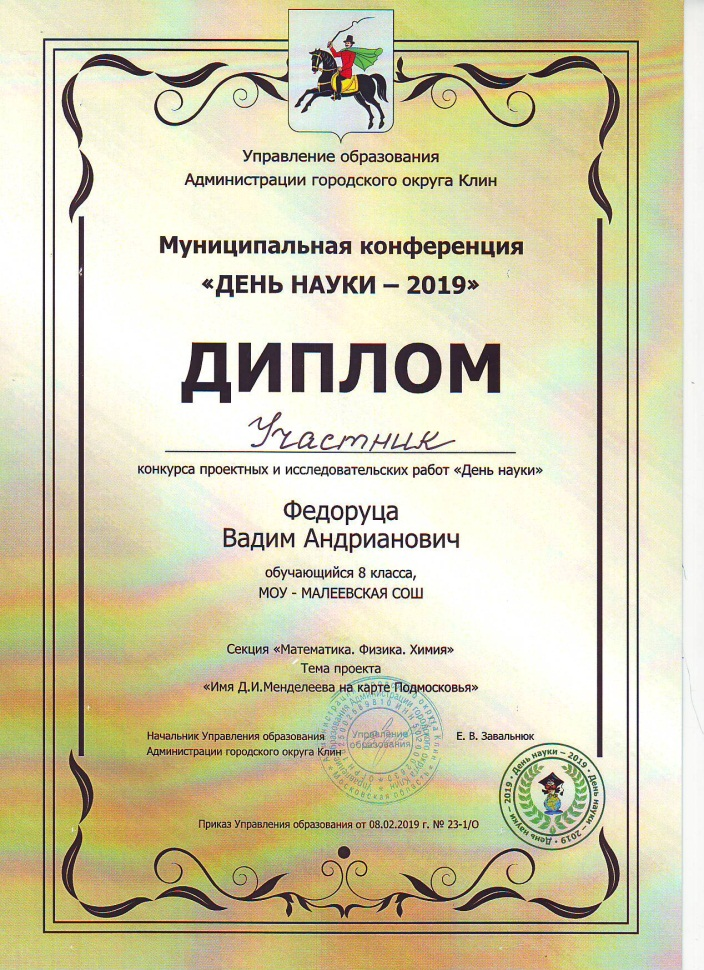 Управление образования
Администрации городского округа Клин
Муниципальная конференция
«ДЕНЬ НАУКИ – 2019»
ДИПЛОМ
Участник
конкурса проектных и исследовательских работ «День науки»
Федоруца
Вадим Андрианович
обучающийся 8 класса,
МОУ - МАЛЕЕВСКАЯ СОШ
Секция «Математика. Физика. Химия»
Тема проекта
«Имя Д.И.Менделеева на карте Подмосковья»
Начальник Управления образования
Администрации городского округа Клин
Е. В. Завальнюк
Управление
образования
День науки – 2019 • День науки – 2019 • День науки – 2019 •
Приказ Управления образования от 08.02.2019 г. № 23-1/О